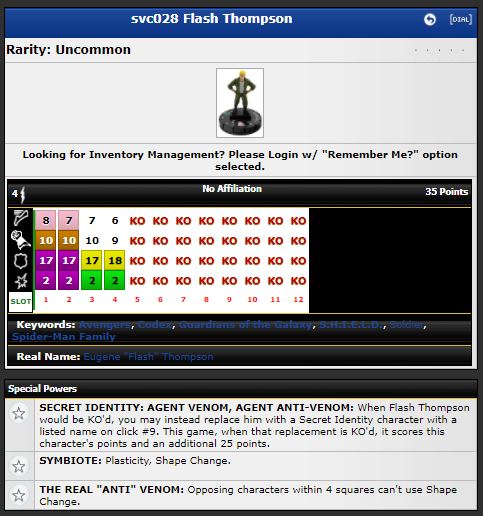 svc028 Flash Thompson
[DIAL]
Rarity: Uncommon
Looking for Inventory Management? Please Login w/ "Remember Me?" option
selected.
4 No Affiliation 35 Points
8 7 7 6 KO KO KO KO KO KO KO KO
10 10 10 9 KO KO KO KO KO KO KO KO
17 17 17 18 KO KO KO KO KO KO KO KO
2 2 2 2 KO KO KO KO KO KO KO KO
SLOT 1 2 3 4 5 6 7 8 9 10 11 12
Keywords: Avengers, Codex, Guardians of the Galaxy, S.H.I.E.L.D., Soldier,
Spider-Man Family
Real Name: Eugene "Flash" Thompson
Special Powers
SECRET IDENTITY: AGENT VENOM, AGENT ANTI-VENOM: When Flash Thompson
would be KO'd, you may instead replace him with a Secret Identity character with a
listed name on click #9. This game, when that replacement is KO'd, it scores this
character's points and an additional 25 points.
SYMBIOTE: Plasticity, Shape Change.
THE REAL "ANTI" VENOM: Opposing characters within 4 squares can't use Shape
Change.